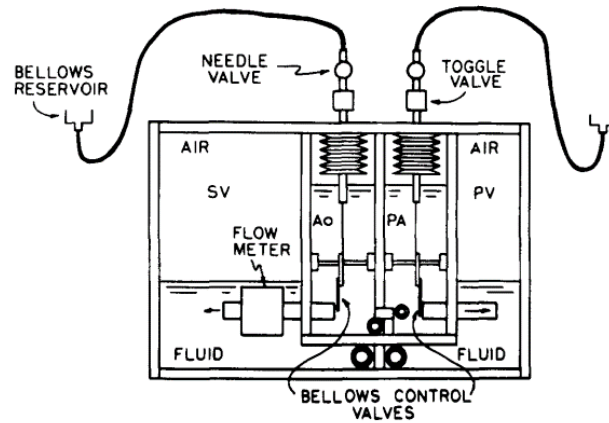 BELLOWS
RESERVOIR
NEEDLE
VALVE
TOGGLE
VALVE
AIR
SV
AO
PA
AIR
PV
FLOW
METER
FLUID
FLUID
BELLOWS CONTROL
VALVES